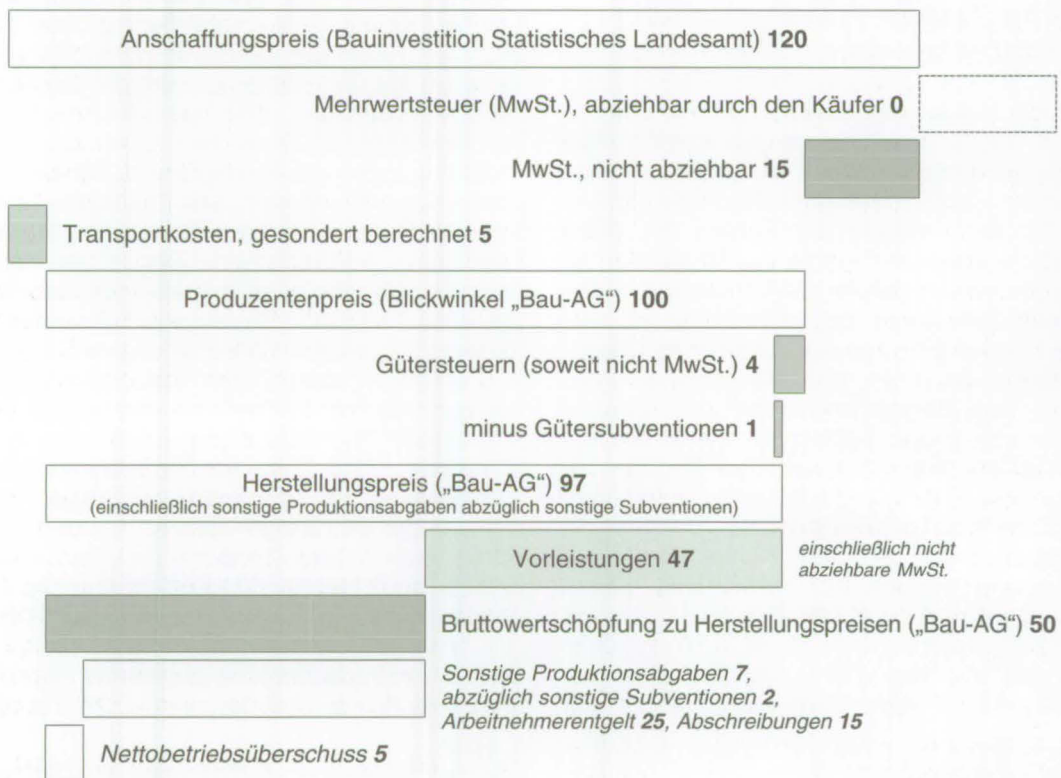 Anschaffungspreis (Bauinvestition Statistisches Landesamt) 120
Mehrwertsteuer (MwSt.), abziehbar durch den Käufer 0
MwSt., nicht abziehbar 15
Transportkosten, gesondert berechnet 5
Produzentenpreis (Blickwinkel „Bau-AG“) 100
Gütersteuern (soweit nicht MwSt.) 4
minus Gütersubventionen 1
Herstellungspreis („Bau-AG“) 97
(einschließlich sonstige Produktionsabgaben abzüglich sonstige Subventionen)
Vorleistungen 47
einschließlich nicht
abziehbare MwSt.
Bruttowertschöpfung zu Herstellungspreisen („Bau-AG“) 50
Sonstige Produktionsabgaben 7,
abzüglich sonstige Subventionen 2,
Arbeitnehmerentgelt 25, Abschreibungen 15
Nettobetriebsüberschuss 5